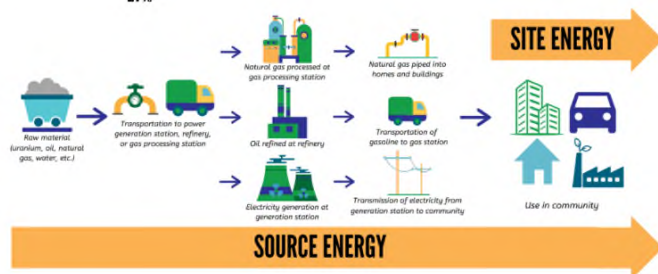 SITE ENERGY
Natural gas processed at
gas processing station
Natural gas piped into
homes and buildings
Raw material
(uranium, oil, natural
gas, water, etc.)
Transportation to power
generation station, refinery,
or gas processing station
Oil refined at refinery
Transportation of
gasoline to gas station
Electricity generation at
generation station
Transmission of electricity from
generation station to community
Use in community
SOURCE ENERGY